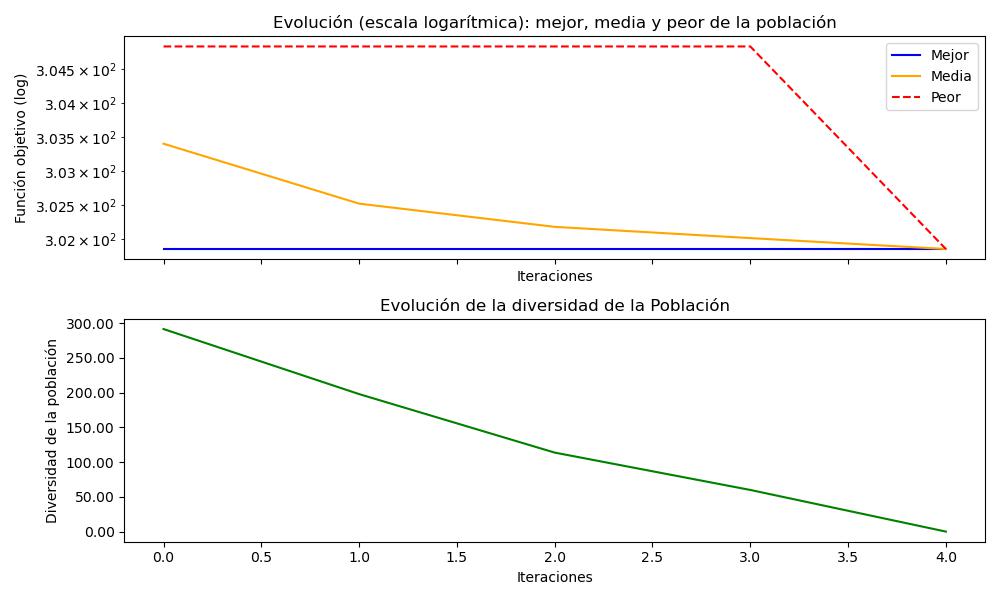 Evolución (escala logarítmica): mejor, media y peor de la población
Función objetivo (log)
3.045 × 10²
3.04 × 10²
3.035 × 10²
3.03 × 10²
3.025 × 10²
3.02 × 10²
Mejor
Media
Peor
Iteraciones
Evolución de la diversidad de la Población
Diversidad de la población
300.00
250.00
200.00
150.00
100.00
50.00
0.00
0.0 0.5 1.0 1.5 2.0 2.5 3.0 3.5 4.0
Iteraciones